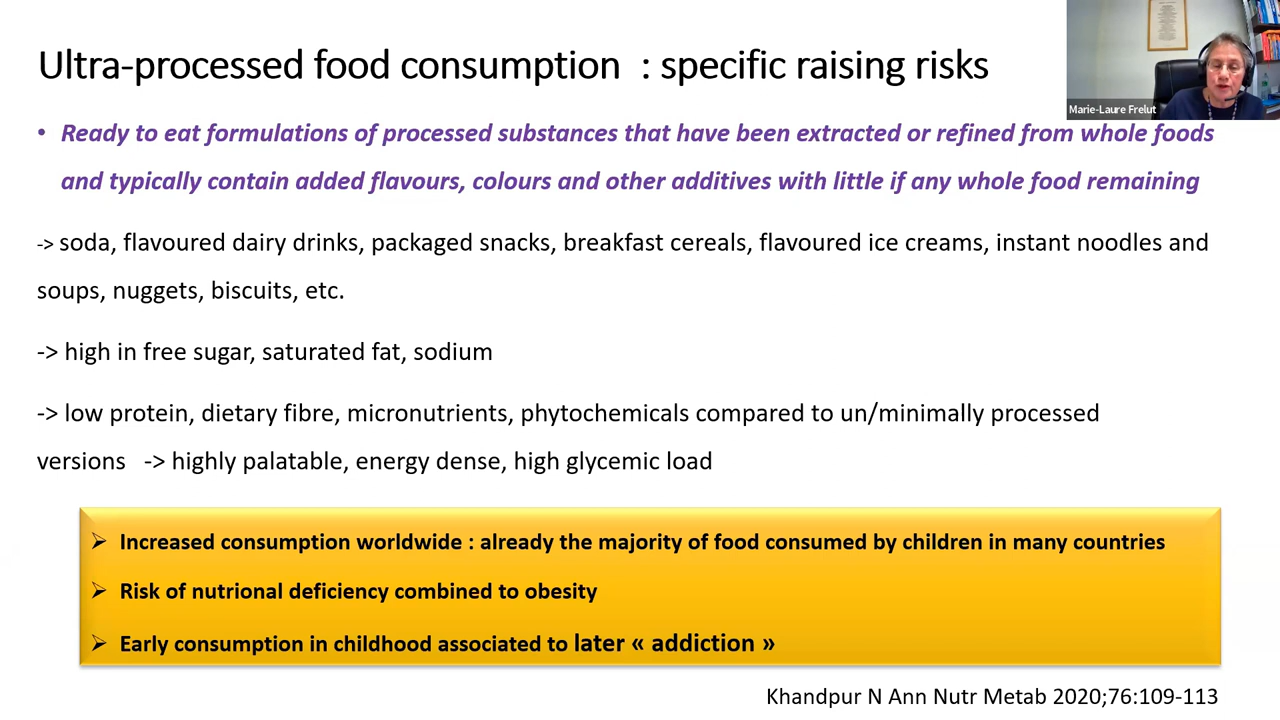 Ultra-processed food consumption : specific raising risks
Marie-Laure Frelut
• Ready to eat formulations of processed substances that have been extracted or refined from whole foods
and typically contain added flavours, colours and other additives with little if any whole food remaining
-> soda, flavoured dairy drinks, packaged snacks, breakfast cereals, flavoured ice creams, instant noodles and
soups, nuggets, biscuits, etc.
-> high in free sugar, saturated fat, sodium
-> low protein, dietary fibre, micronutrients, phytochemicals compared to un/minimally processed
versions -> highly palatable, energy dense, high glycemic load
➢ Increased consumption worldwide : already the majority of food consumed by children in many countries
➢ Risk of nutrional deficiency combined to obesity
➢ Early consumption in childhood associated to later « addiction »
Khandpur N Ann Nutr Metab 2020;76:109-113